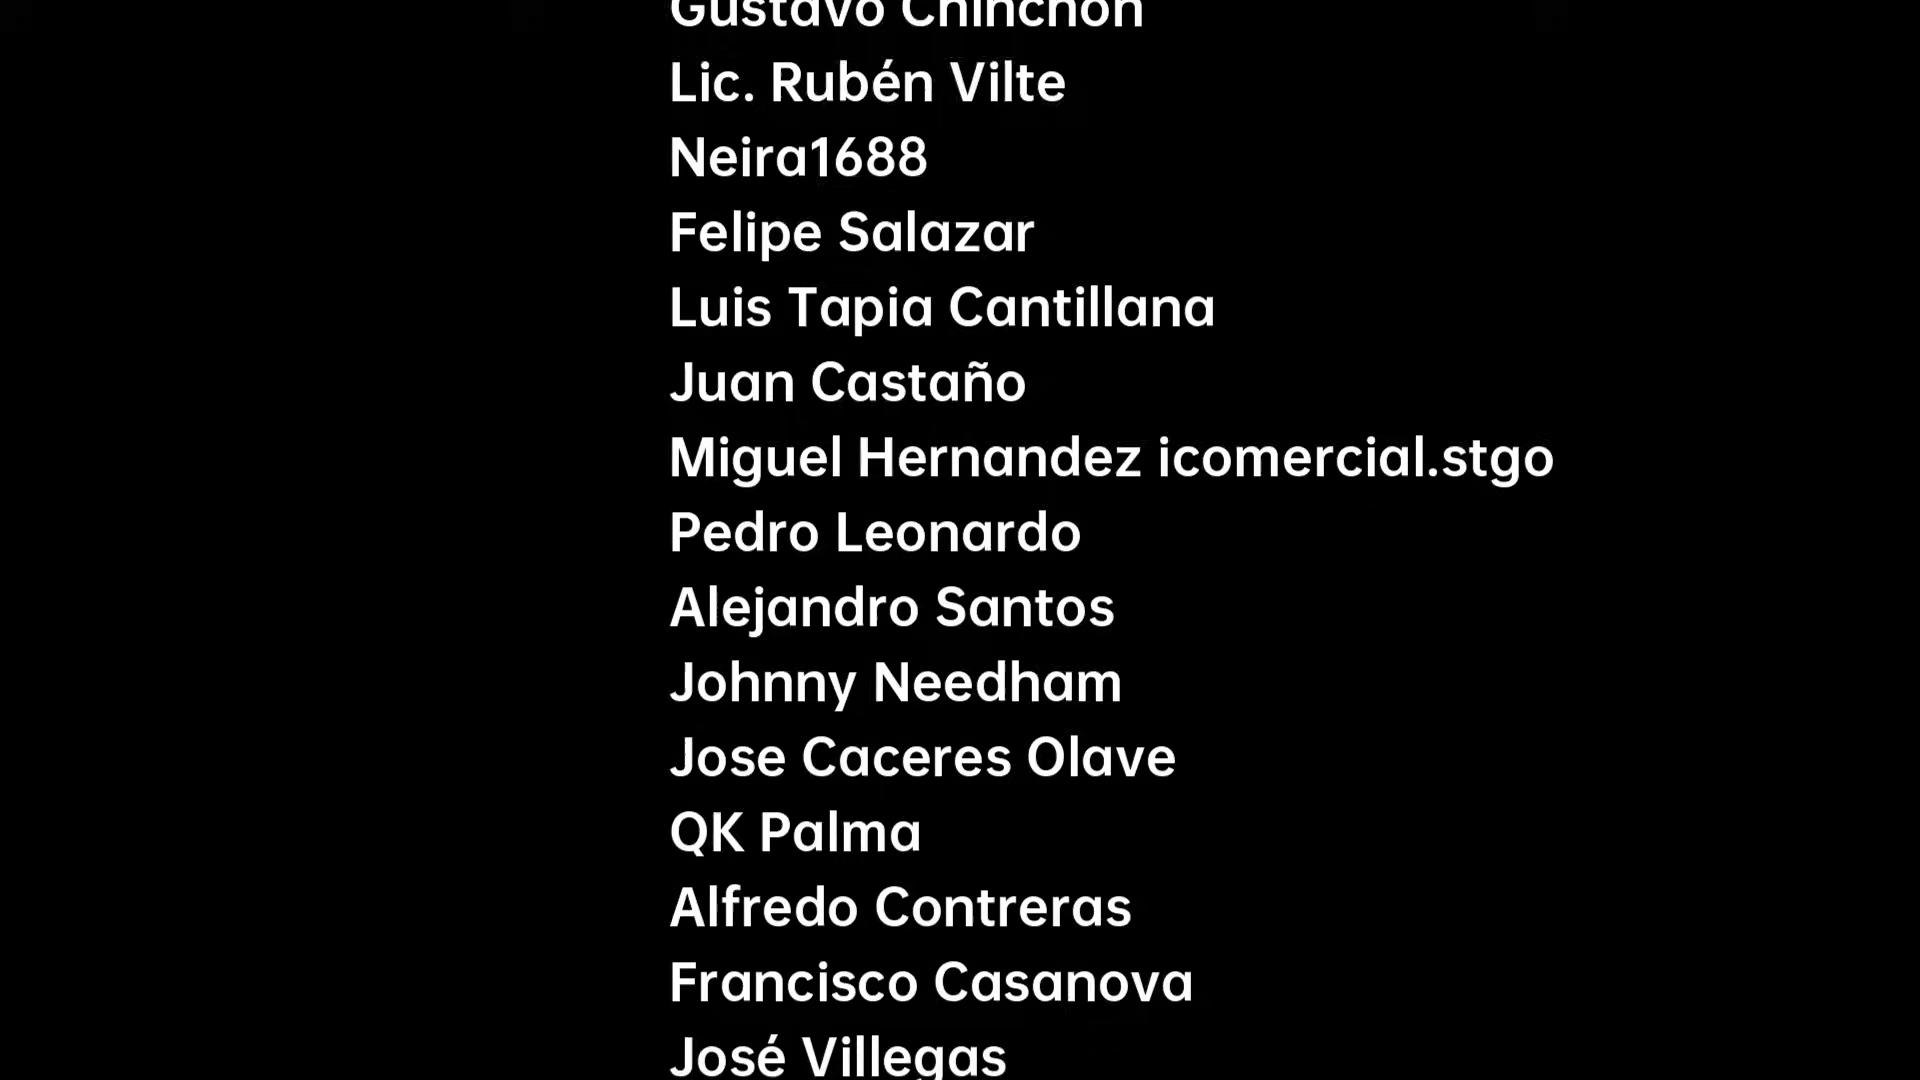 Gustavo Chinchon
Lic. Rubén Vilte
Neira1688
Felipe Salazar
Luis Tapia Cantillana
Juan Castaño
Miguel Hernandez icomercial.stgo
Pedro Leonardo
Alejandro Santos
Johnny Needham
Jose Caceres Olave
QK Palma
Alfredo Contreras
Francisco Casanova
José Villegas